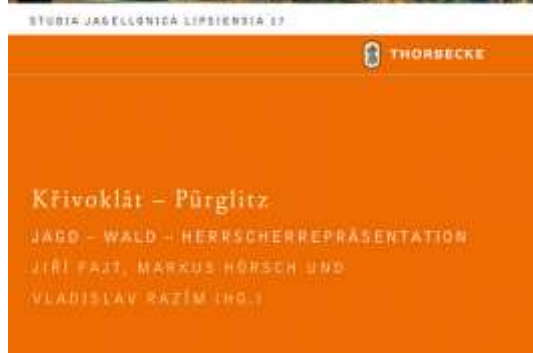 STUDIA JAGELLONICA LIPSIENSIA 17
THORBECKE
Křivoklát – Pürglitz
JAGD – WALD – HERRSCHERREPRÄSENTATION
JIŘÍ FAJT, MARKUS HÖRSCH UND
VLADISLAV RAZÍM (HG.)